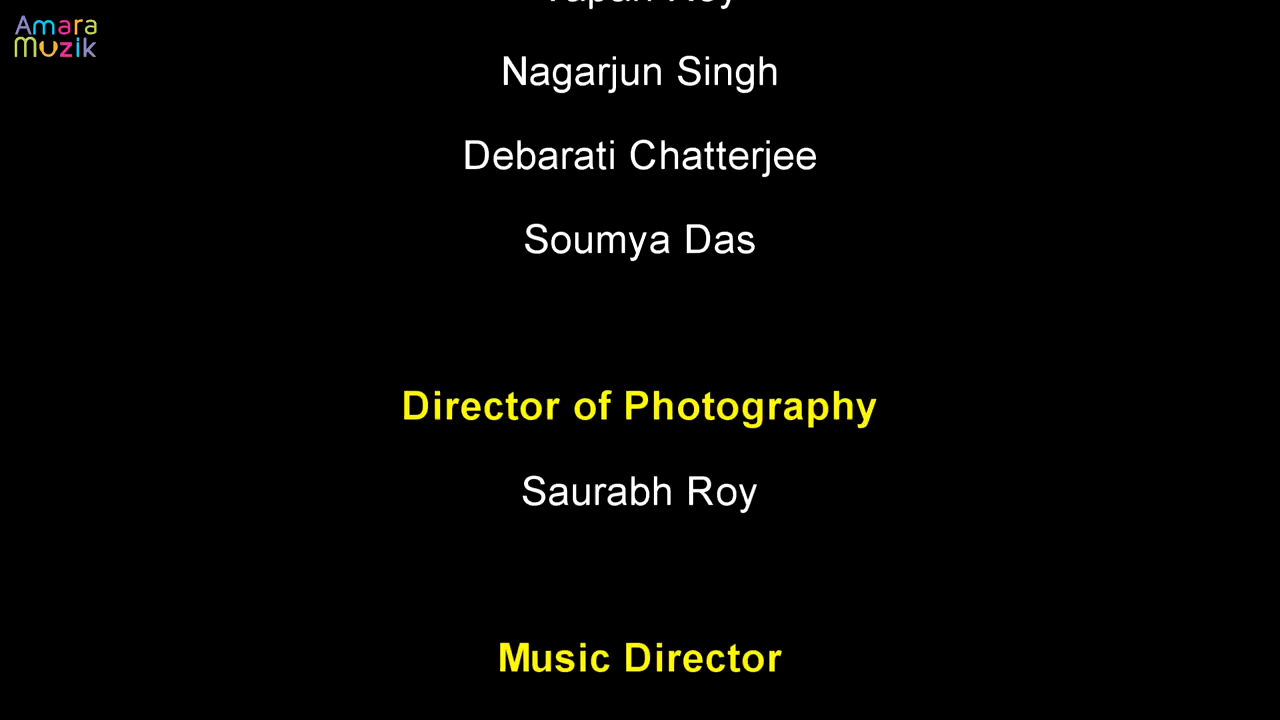 Amara
Muzik
Nagarjun Singh
Debarati Chatterjee
Soumya Das
Director of Photography
Saurabh Roy
Music Director